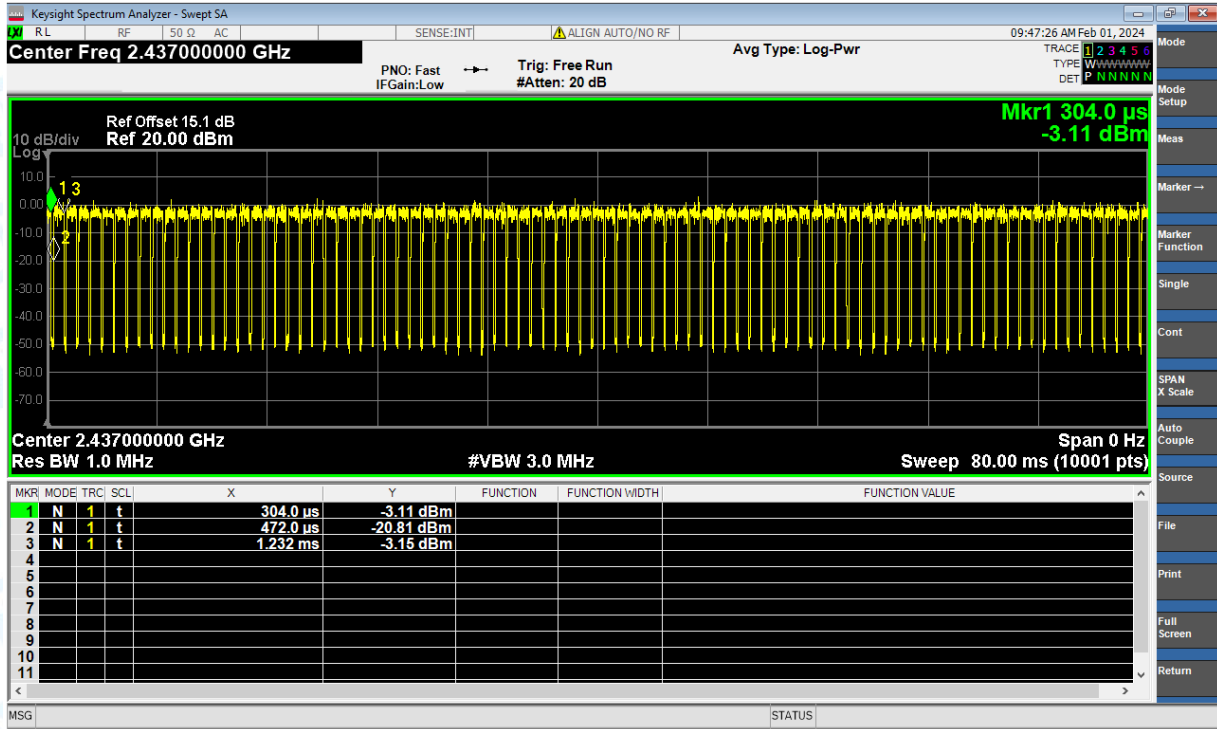 Keysight Spectrum Analyzer - Swept SA
LXI RL RF 50 Ω AC SENSE:INT ALIGN AUTO/NO RF 09:47:26 AM Feb 01, 2024
Center Freq 2.437000000 GHz
PNO: Fast
IFGain:Low
Trig: Free Run
#Atten: 20 dB
Avg Type: Log-Pwr
TRACE 1 2 3 4 5 6
TYPE WWWWWWW
DET P N N N N N
Mkr1 304.0 µs
-3.11 dBm
Ref Offset 15.1 dB
10 dB/div Ref 20.00 dBm
Log
10.0
0.00
-10.0
-20.0
-30.0
-40.0
-50.0
-60.0
-70.0
1 3
2
Center 2.437000000 GHz Span 0 Hz
Res BW 1.0 MHz #VBW 3.0 MHz Sweep 80.00 ms (10001 pts)
MKR MODE TRC SCL X Y FUNCTION FUNCTION WIDTH FUNCTION VALUE
1 N 1 t 304.0 µs -3.11 dBm
2 N 1 t 472.0 µs -20.81 dBm
3 N 1 t 1.232 ms -3.15 dBm
4
5
6
7
8
9
10
11
MSG STATUS
Mode
Mode
Setup
Meas
Marker →
Marker
Function
Single
Cont
SPAN
X Scale
Auto
Couple
Source
File
Print
Full
Screen
Return